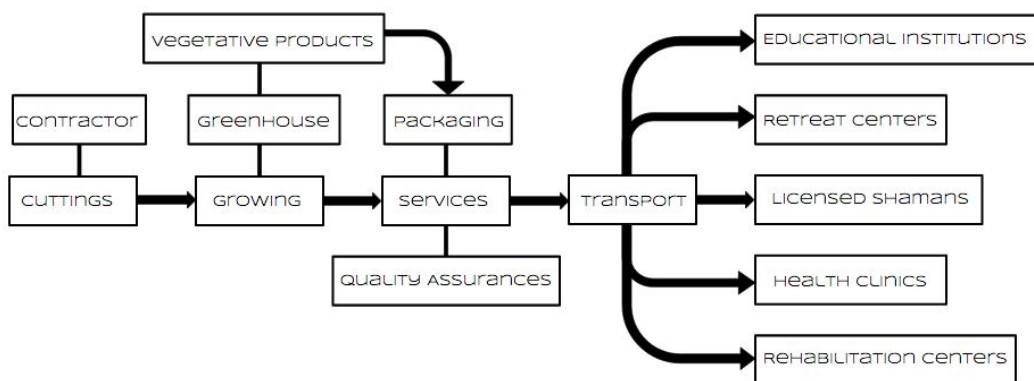 Vegetative Products
Educational Institutions
Contractor
Greenhouse
Packaging
Retreat Centers
Cuttings
Growing
Services
Transport
Licensed Shamans
Quality Assurances
Health Clinics
Rehabilitation Centers